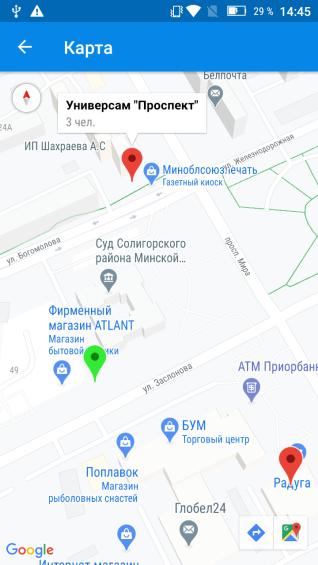 29 % 14:45
Карта
Белпочта
Универсам "Проспект"
3 чел.
24А
ИП Шахраева А.С
ул. Железнодорожная
Миноблсоюзпечать
Газетный киоск
ул. Богомолова
Суд Солигорского
района Минской...
просп. Мира
Фирменный
магазин ATLANT
Магазин
49
ул. Заслонова
АТМ Приорбанк
БУМ
Торговый центр
Поплавок
Магазин
рыболовных снастей
Радуга
Глобел24
Google
Интернет-магазин